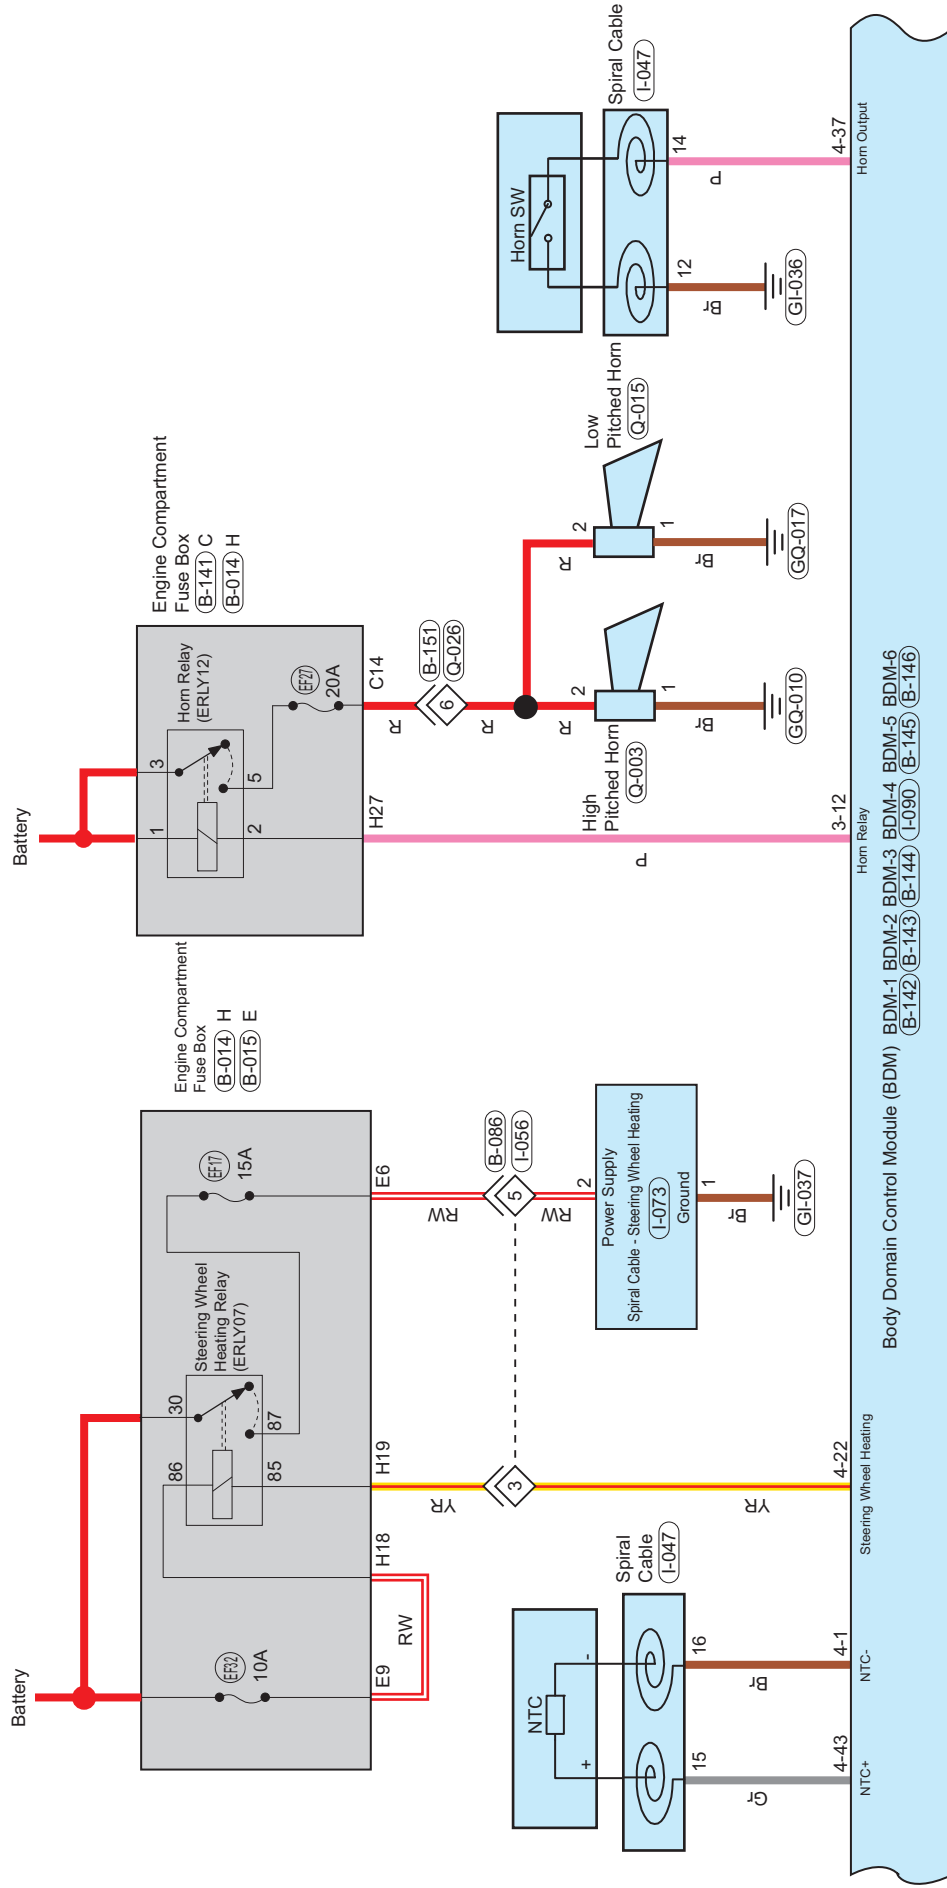 Battery
EF32
10A
E9
RW
H18
86
30
85
87
Steering Wheel
Heating Relay
(ERLY07)
H19
EF17
15A
E6
Engine Compartment
Fuse Box
B-014 H
B-015 E
YR
3
YR
4-22
Steering Wheel Heating
RW
5
RW
B-086
I-056
2
Power Supply
Spiral Cable - Steering Wheel Heating
I-073
Ground
1
Br
GI-037
NTC
+
-
Spiral
Cable
I-047
15
16
Gr
Br
4-43
4-1
NTC+
NTC-
Battery
1
3
2
5
Horn Relay
(ERLY12)
EF27
20A
H27
C14
Engine Compartment
Fuse Box
B-141 C
B-014 H
R
6
R
B-151
Q-026
P
3-12
Horn Relay
R
2
High
Pitched Horn
Q-003
1
Br
GQ-010
R
2
Low
Pitched Horn
Q-015
1
Br
GQ-017
Horn SW
Spiral Cable
I-047
12
14
Br
P
GI-036
4-37
Horn Output
Body Domain Control Module (BDM) BDM-1 BDM-2 BDM-3 BDM-4 BDM-5 BDM-6
B-142 B-143 B-144 I-090 B-145 B-146